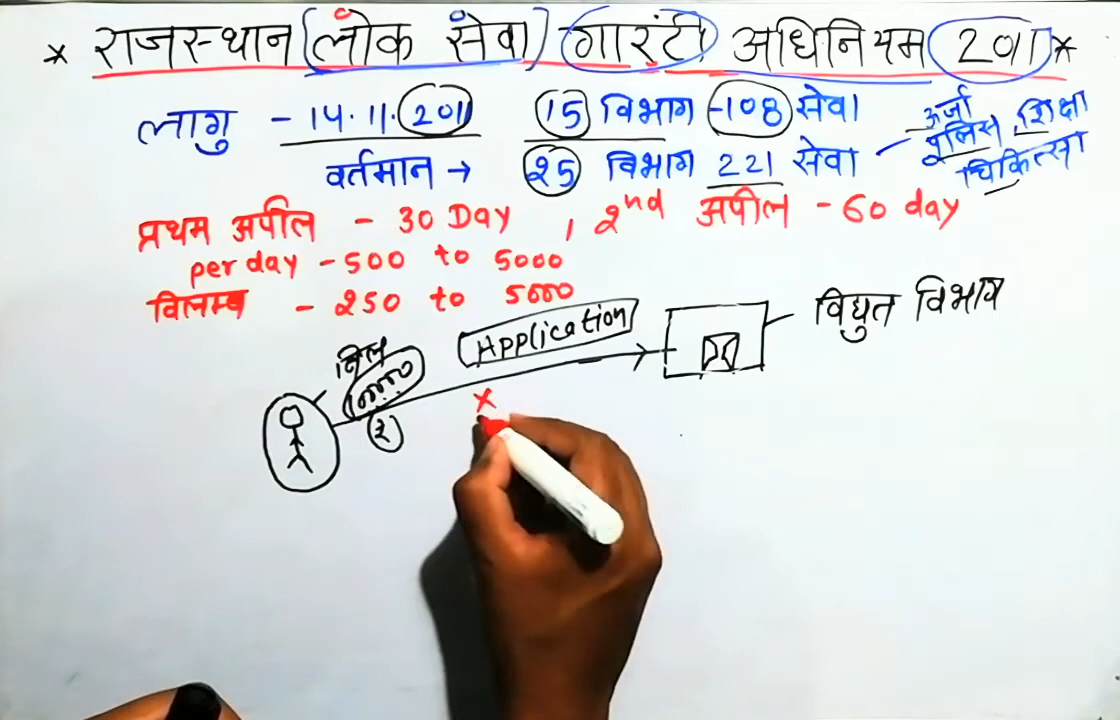 * राजस्थान (लोक सेवा) गारंटी अधिनियम 2011 *
लागु - 14.11.2011 15 विभाग - 108 सेवा
वर्तमान → 25 विभाग 221 सेवा
ऊर्जा
पुलिस, शिक्षा
चिकित्सा
प्रथम अपील - 30 Day , 2nd अपील - 60 day
per day - 500 to 5000
विलम्ब - 250 to 5000
Application
विद्युत विभाग
बिल
x